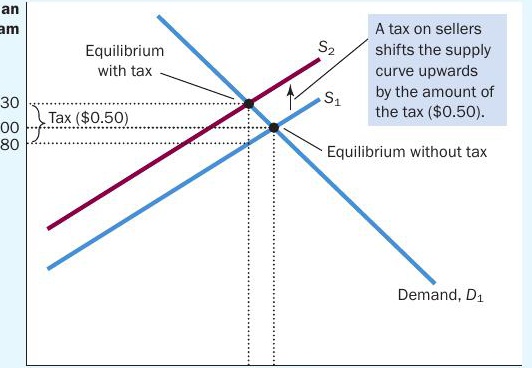 an
am
A tax on sellers
shifts the supply
curve upwards
by the amount of
the tax ($0.50).
Equilibrium
with tax
S2
S1
30
Tax ($0.50)
00
80
Equilibrium without tax
Demand, D1